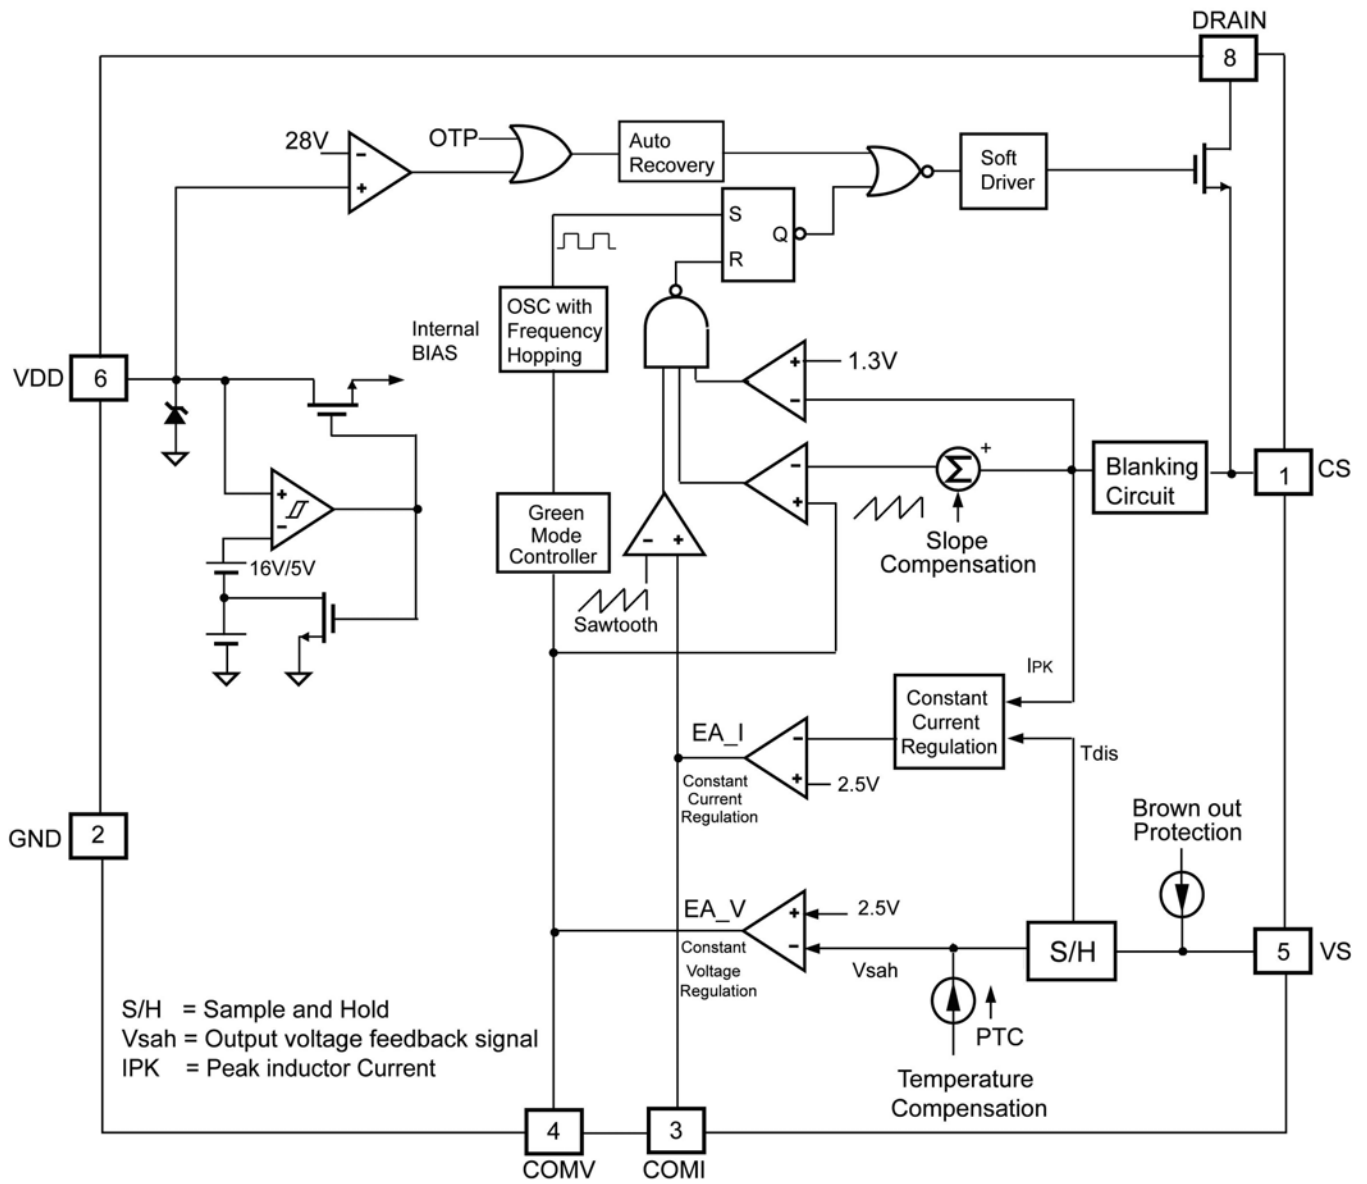 DRAIN
8
28V
OTP
Auto
Recovery
Soft
Driver
S
Q
R
OSC with
Frequency
Hopping
Internal
BIAS
1.3V
VDD
6
Blanking
Circuit
1
CS
+
Σ
Green
Mode
Controller
Slope
Compensation
16V/5V
Sawtooth
IPK
Constant
Current
Regulation
EA_I
Tdis
Constant
Current
Regulation
2.5V
Brown out
Protection
GND
2
EA_V
2.5V
Constant
Voltage
Regulation
Vsah
S/H
5
VS
PTC
S/H = Sample and Hold
Vsah = Output voltage feedback signal
IPK = Peak inductor Current
Temperature
Compensation
4
3
COMV
COMI